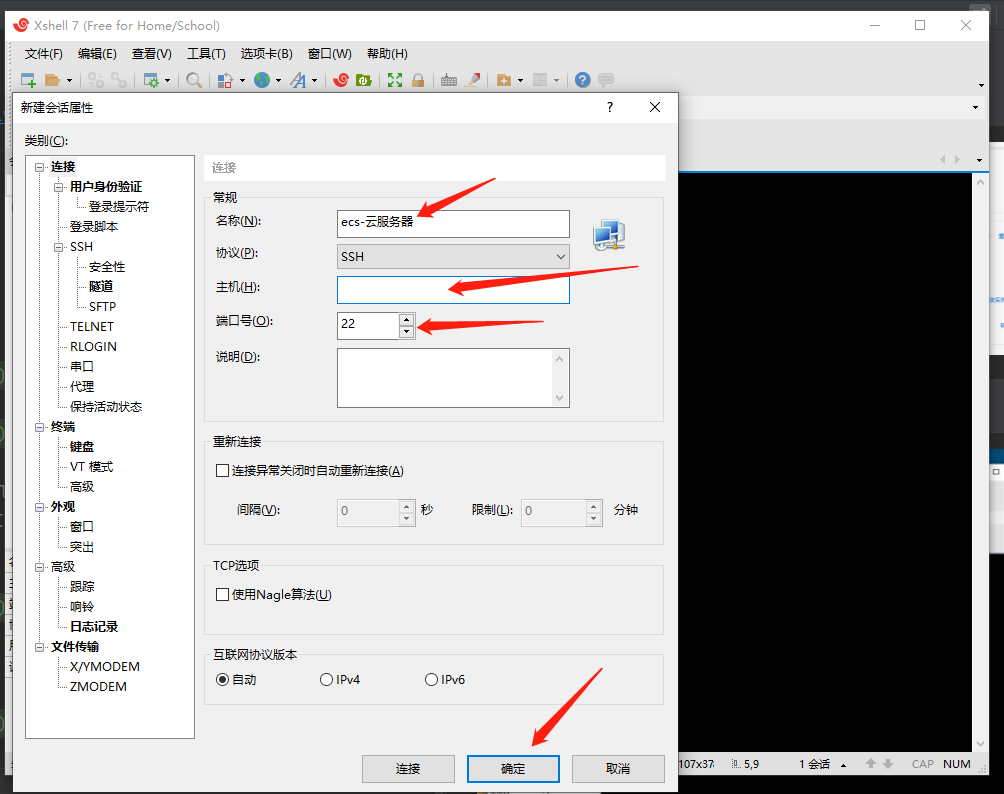 Xshell 7 (Free for Home/School)
文件(F) 编辑(E) 查看(V) 工具(T) 选项卡(B) 窗口(W) 帮助(H)
新建会话属性
?
类别(C):
连接
用户身份验证
登录提示符
登录脚本
SSH
安全性
隧道
SFTP
TELNET
RLOGIN
串口
代理
保持活动状态
终端
键盘
VT 模式
高级
外观
窗口
突出
高级
跟踪
响铃
日志记录
文件传输
X/YMODEM
ZMODEM
连接
常规
名称(N): ecs-云服务器
协议(P): SSH
主机(H):
端口号(O): 22
说明(D):
重新连接
连接异常关闭时自动重新连接(A)
间隔(V): 0 秒 限制(L): 0 分钟
TCP选项
使用Nagle算法(U)
互联网协议版本
自动 IPv4 IPv6
连接 确定 取消
5,9 1 会话 CAP NUM